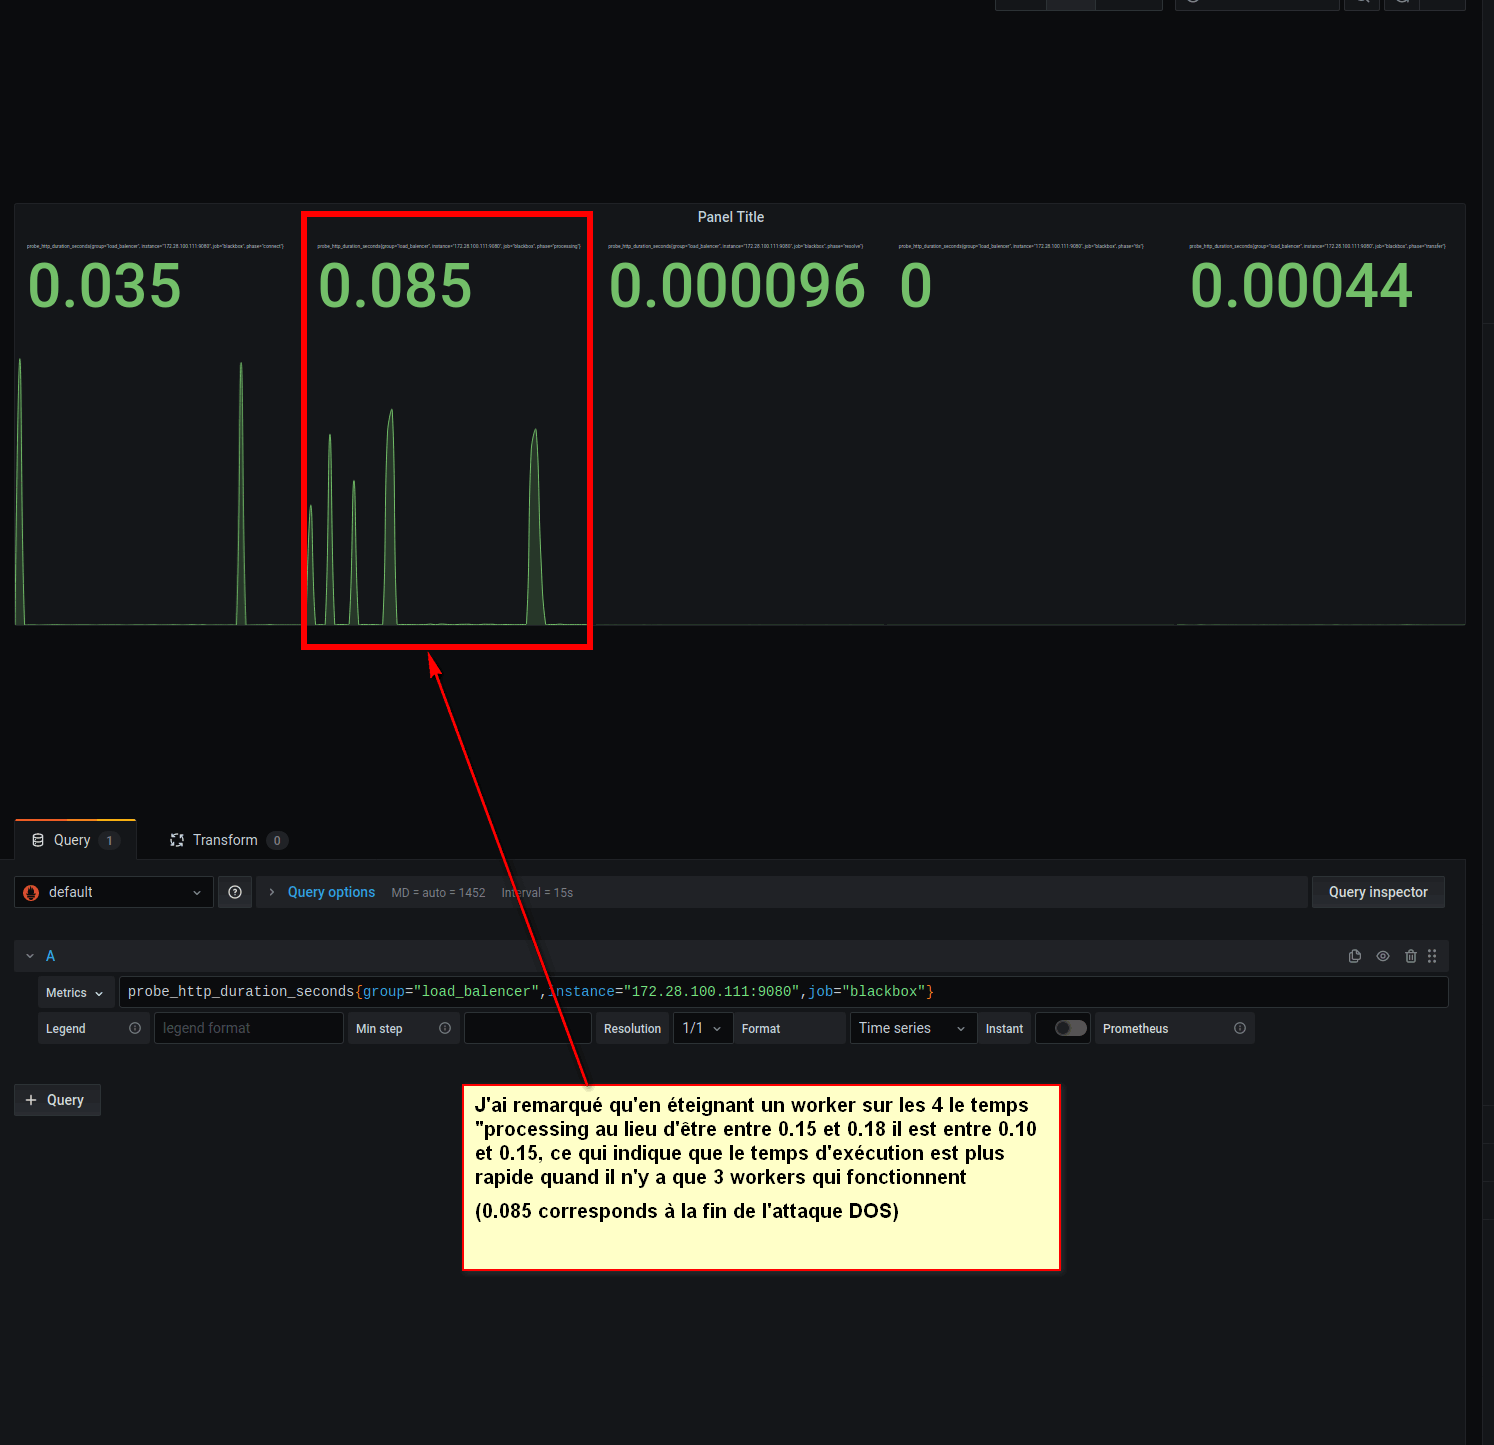 Panel Title
probe_http_duration_seconds{group="load_balencer", instance="172.28.100.111:9080", job="blackbox", phase="connect"}
probe_http_duration_seconds{group="load_balencer", instance="172.28.100.111:9080", job="blackbox", phase="processing"}
probe_http_duration_seconds{group="load_balencer", instance="172.28.100.111:9080", job="blackbox", phase="resolve"}
probe_http_duration_seconds{group="load_balencer", instance="172.28.100.111:9080", job="blackbox", phase="tls"}
probe_http_duration_seconds{group="load_balencer", instance="172.28.100.111:9080", job="blackbox", phase="transfer"}
0.035
0.085
0.000096
0
0.00044
Query 1
Transform 0
default
Query options MD = auto = 1452 Interval = 15s
Query inspector
A
Metrics
probe_http_duration_seconds{group="load_balencer",instance="172.28.100.111:9080",job="blackbox"}
Legend
legend format
Min step
Resolution
1/1
Format
Time series
Instant
Prometheus
+ Query
J'ai remarqué qu'en éteignant un worker sur les 4 le temps
"processing au lieu d'être entre 0.15 et 0.18 il est entre 0.10
et 0.15, ce qui indique que le temps d'exécution est plus
rapide quand il n'y a que 3 workers qui fonctionnent
(0.085 corresponds à la fin de l'attaque DOS)